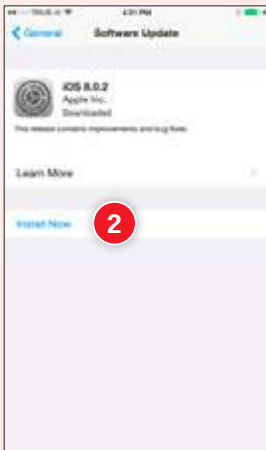 4:21 PM
General Software Update
iOS 8.0.2
Apple Inc.
Downloaded
This release contains improvements and bug fixes.
Learn More
Install Now 2